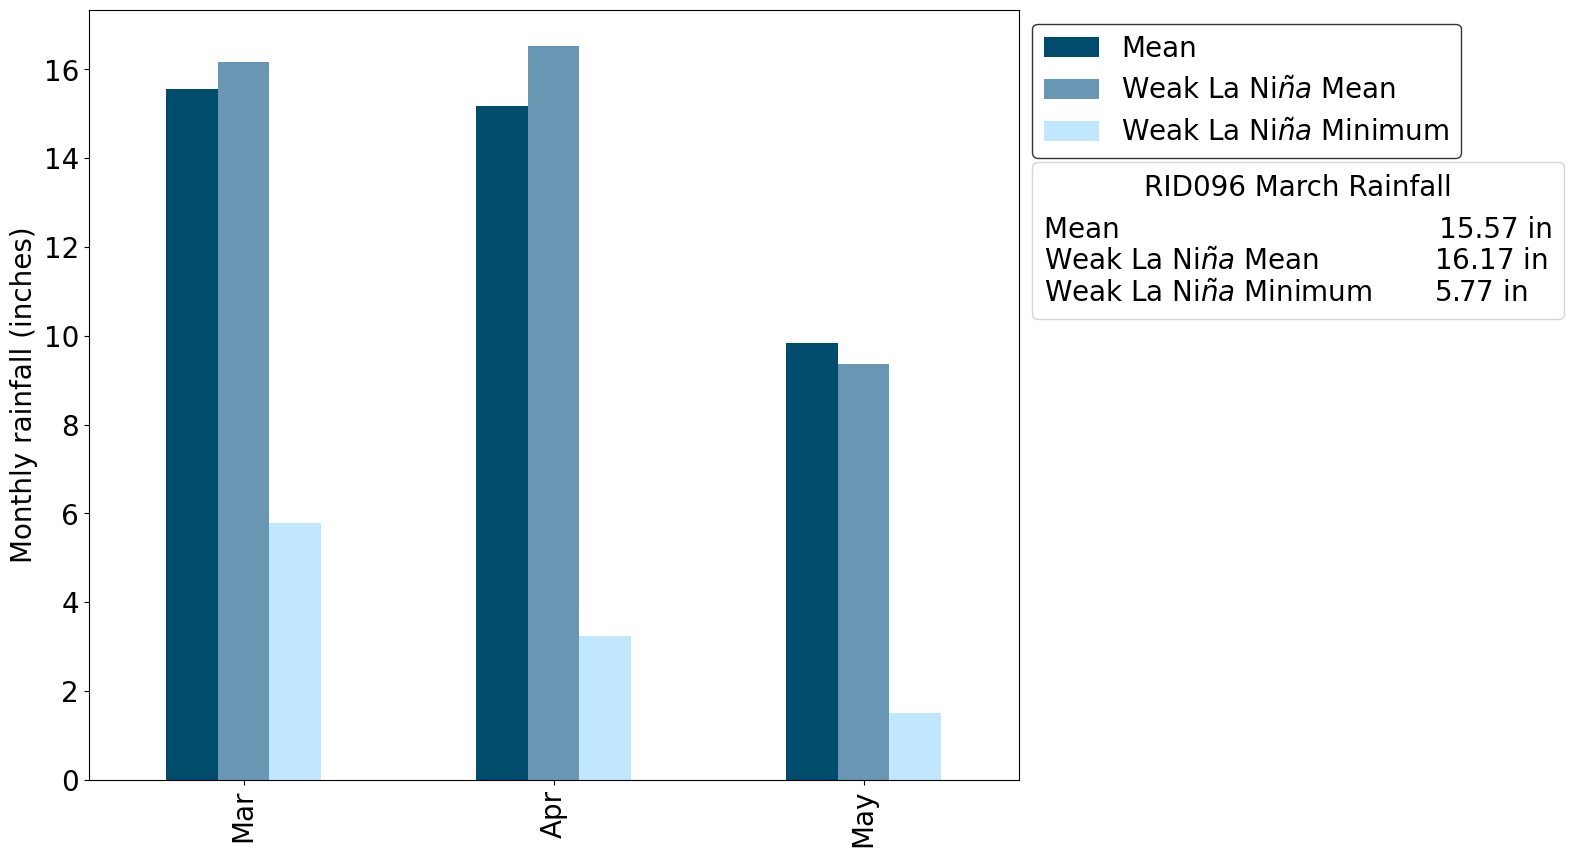 Monthly rainfall (inches)
16
14
12
10
8
6
4
2
0
Mar
Apr
May
Mean
Weak La Niña Mean
Weak La Niña Minimum
RID096 March Rainfall
Mean 15.57 in
Weak La Niña Mean 16.17 in
Weak La Niña Minimum 5.77 in